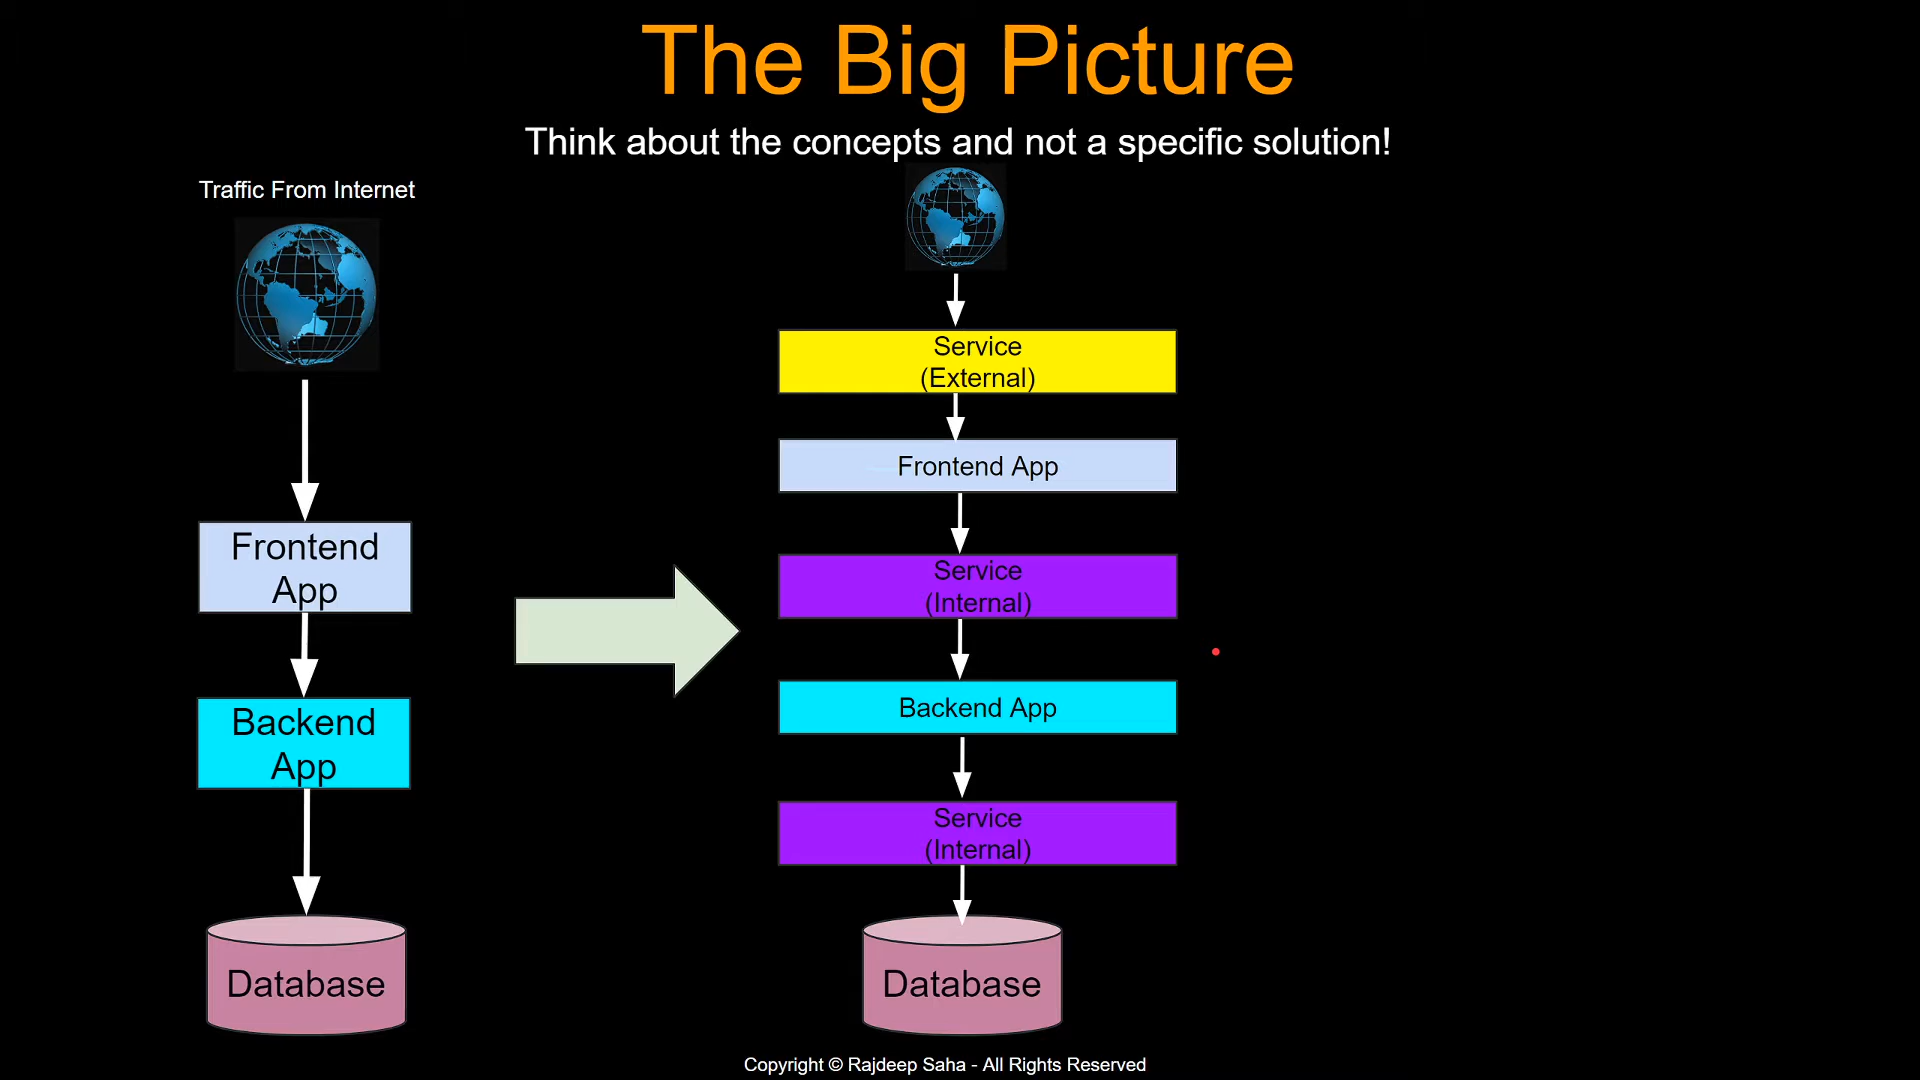 The Big Picture
Think about the concepts and not a specific solution!
Traffic From Internet
Frontend
App
Backend
App
Database
Service
(External)
Frontend App
Service
(Internal)
Backend App
Service
(Internal)
Database
Copyright © Rajdeep Saha - All Rights Reserved